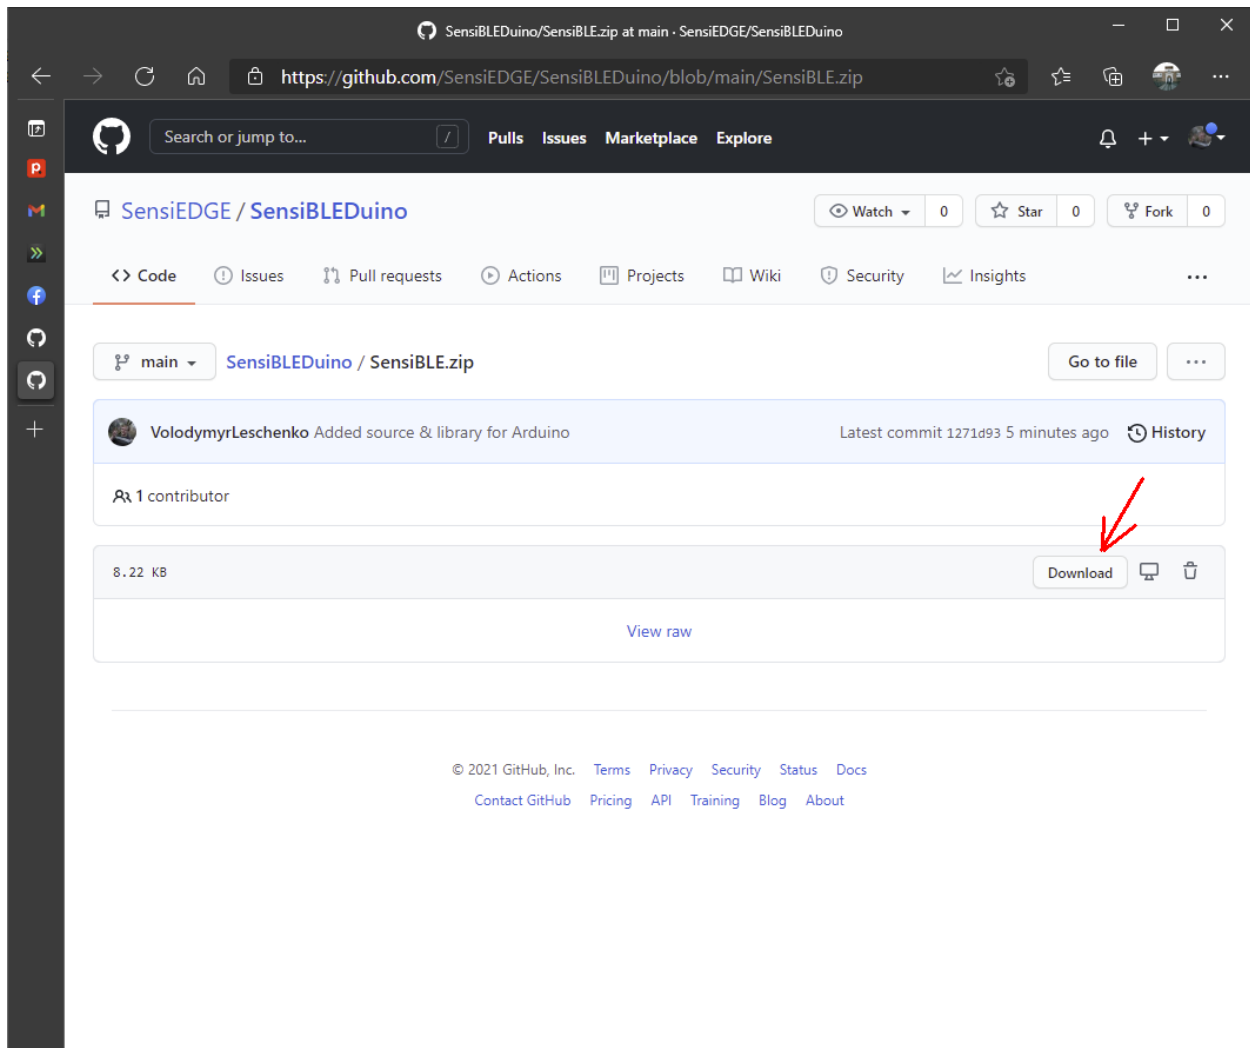 SensiBLEDuino/SensiBLE.zip at main · SensiEDGE/SensiBLEDuino
https://github.com/SensiEDGE/SensiBLEDuino/blob/main/SensiBLE.zip
Search or jump to... / Pulls Issues Marketplace Explore
SensiEDGE / SensiBLEDuino Watch 0 Star 0 Fork 0
Code Issues Pull requests Actions Projects Wiki Security Insights
main SensiBLEDuino / SensiBLE.zip Go to file
VolodymyrLeschenko Added source & library for Arduino Latest commit 1271d93 5 minutes ago History
1 contributor
8.22 KB Download
View raw
© 2021 GitHub, Inc. Terms Privacy Security Status Docs
Contact GitHub Pricing API Training Blog About